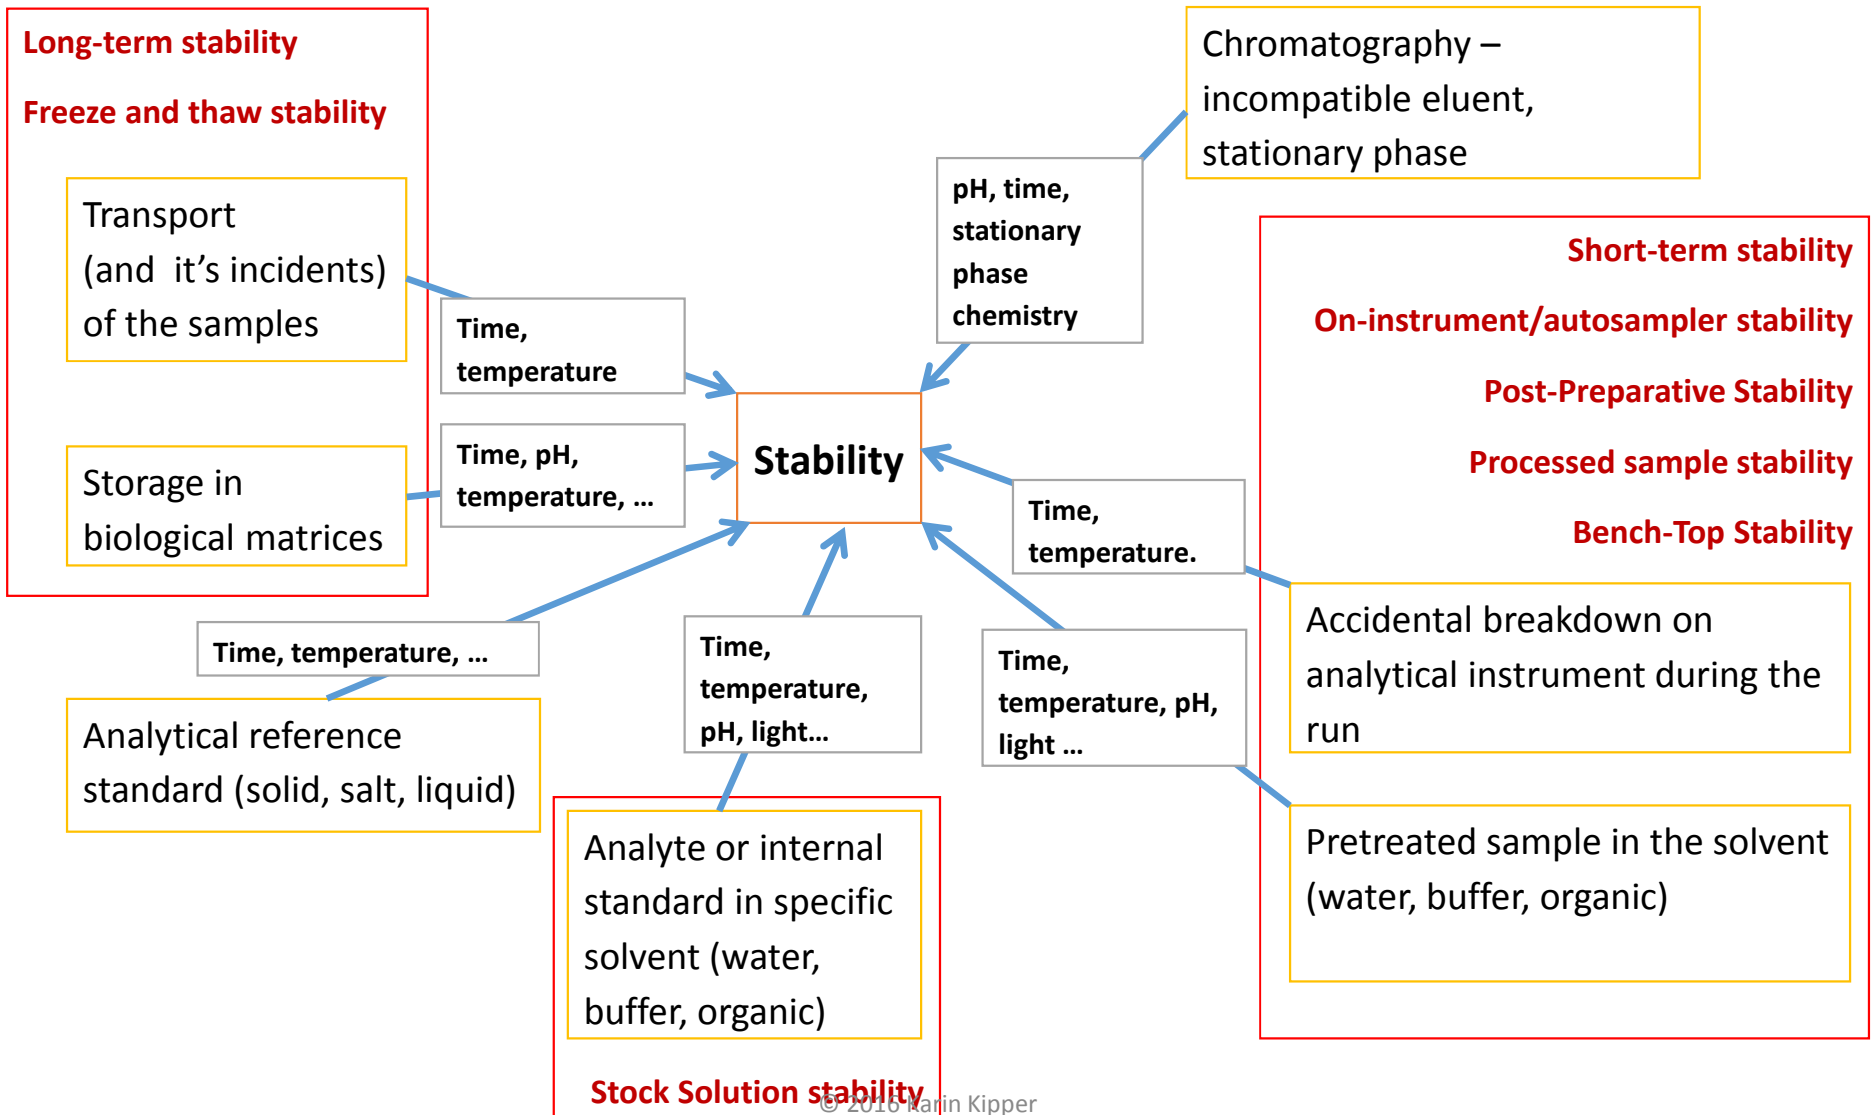 Long-term stability
Freeze and thaw stability
Transport
(and it's incidents)
of the samples
Time,
temperature
Storage in
biological matrices
Time, pH,
temperature, ...
Chromatography –
incompatible eluent,
stationary phase
pH, time,
stationary
phase
chemistry
Stability
Short-term stability
On-instrument/autosampler stability
Post-Preparative Stability
Processed sample stability
Bench-Top Stability
Time,
temperature.
Accidental breakdown on
analytical instrument during the
run
Time, temperature, ...
Analytical reference
standard (solid, salt, liquid)
Time,
temperature,
pH, light...
Analyte or internal
standard in specific
solvent (water,
buffer, organic)
Stock Solution stability
Time,
temperature, pH,
light ...
Pretreated sample in the solvent
(water, buffer, organic)
© 2016 Karin Kipper